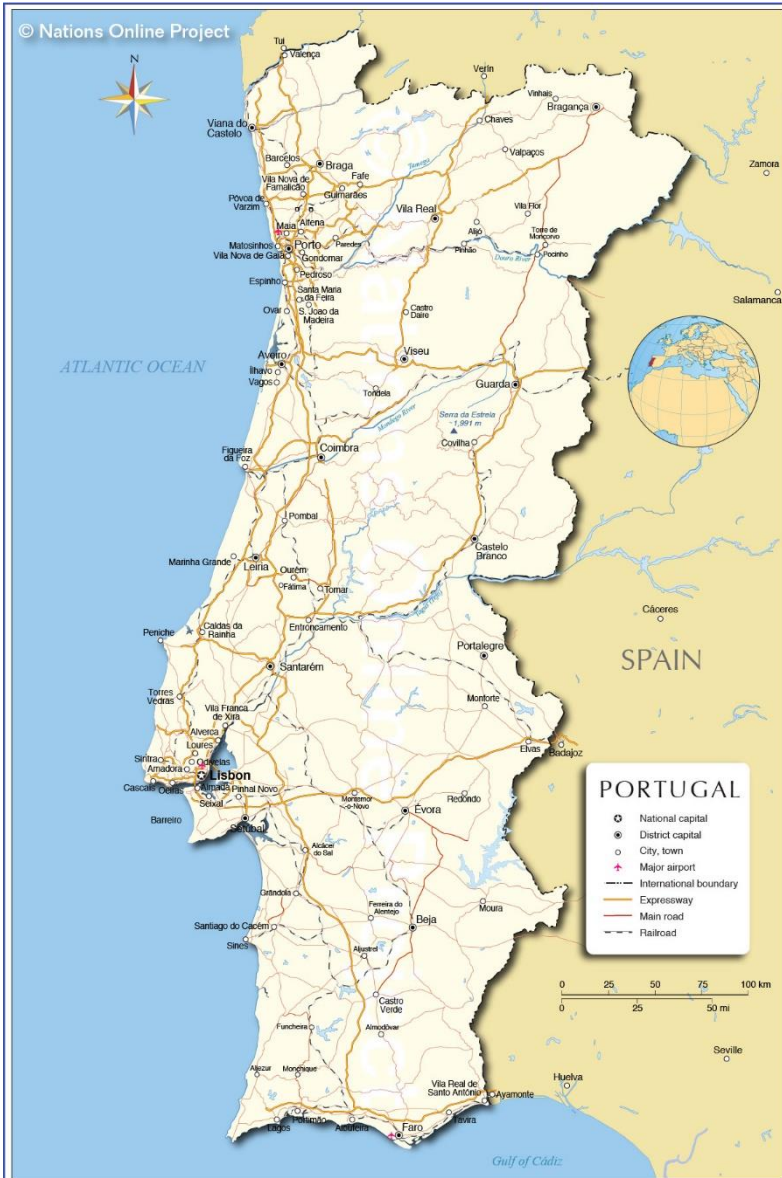 © Nations Online Project
N
Tui
Valença
Verín
Vinhais
Bragança
Viana do
Castelo
Chaves
Barcelos
Braga
Valpaços
Tamega
Zamora
Vila Nova de
Famalicão
Fafe
Guimarães
Póvoa de
Varzim
Vila Real
Vila Flor
Maia
Alfena
Alijó
Torre de
Moncorvo
Matosinhos
Porto
Paredes
Pinhão
Vila Nova de Gaia
Gondomar
Douro River
Pocinho
Pedroso
Espinho
Santa Maria
da Feira
Salamanca
Ovar
S. Joao da
Madeira
Castro
Daire
ATLANTIC OCEAN
Aveiro
Viseu
Ílhavo
Vagos
Guarda
Tondela
Mondego River
Serra da Estrela
~1,991 m
Covilha
Coimbra
Figueira
da Foz
Pombal
Castelo
Branco
Marinha Grande
Leiria
Ourém
Fátima
Tomar
Entroncamento
Cáceres
Peniche
Caldas da
Rainha
Portalegre
SPAIN
Santarém
Torres
Vedras
Monforte
Vila Franca
de Xira
Alverca
Loures
Elvas
Badajoz
Sintra
Odivelas
Amadora
Lisbon
Cascais
Oeiras
Almada
Pinhal Novo
Seixal
Montemor
-o-Novo
Redondo
Évora
Barreiro
Setúbal
Alcácer
do Sal
PORTUGAL
National capital
District capital
City, town
Major airport
International boundary
Expressway
Main road
Railroad
Grândola
Ferreira do
Alentejo
Moura
Santiago do Cacém
Beja
Sines
Aljustrel
0 25 50 75 100 km
0 25 50 mi
Castro
Verde
Funcheira
Almodôvar
Seville
Aljezur
Monchique
Huelva
Vila Real de
Santo António
Ayamonte
Portimão
Lagos
Albufeira
Faro
Tavira
Gulf of Cádiz